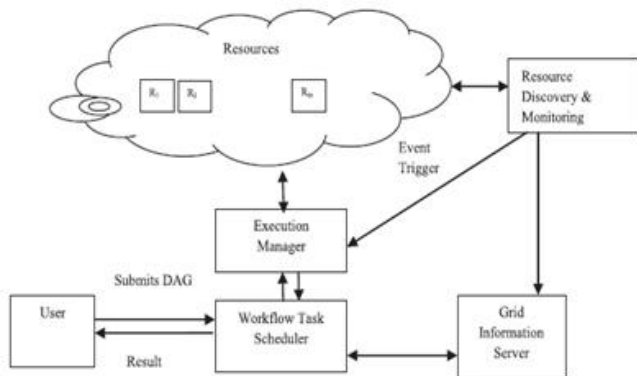 Resources
R₁
R₂
Rₘ
Resource
Discovery &
Monitoring
Event
Trigger
Execution
Manager
Submits DAG
User
Workflow Task
Scheduler
Grid
Information
Server
Result